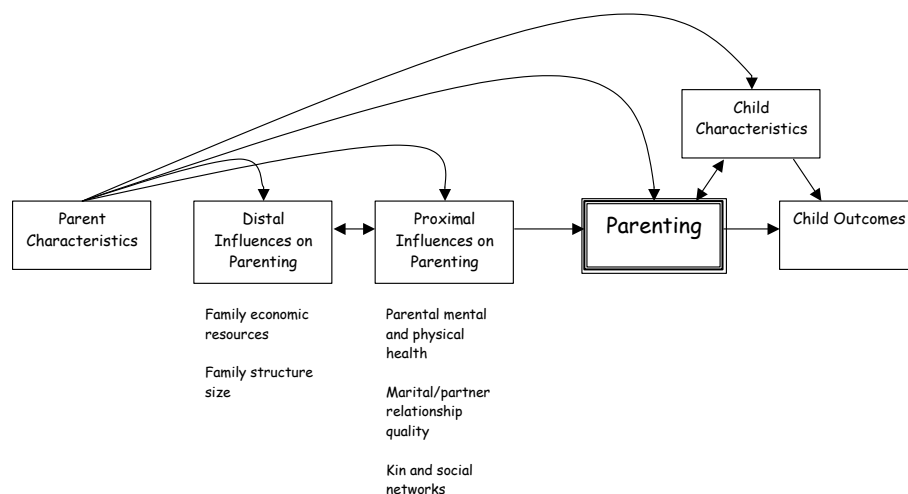 Child
Characteristics
Parent
Characteristics
Distal
Influences on
Parenting
Proximal
Influences on
Parenting
Parenting
Child Outcomes
Family economic
resources
Family structure
size
Parental mental
and physical
health
Marital/partner
relationship
quality
Kin and social
networks